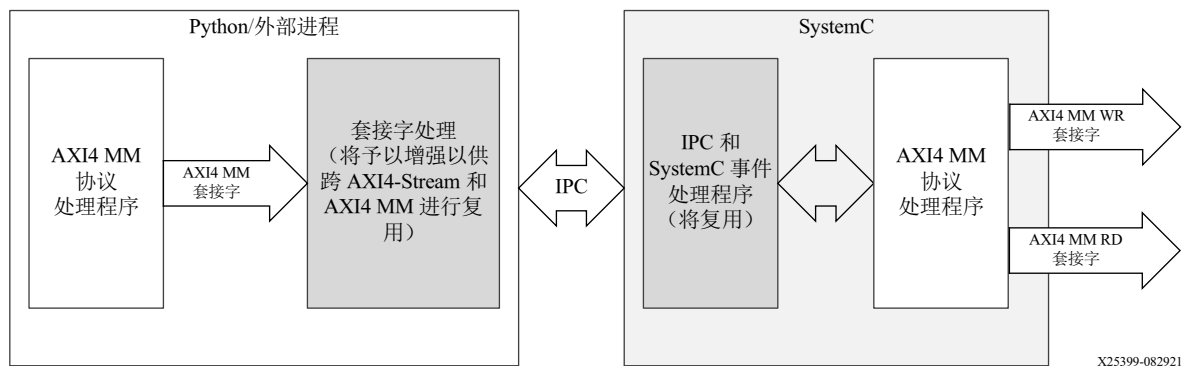 Python/外部进程
AXI4 MM
协议
处理程序
AXI4 MM
套接字
套接字处理
（将予以增强以供
跨 AXI4-Stream 和
AXI4 MM 进行复
用）
IPC
SystemC
IPC 和
SystemC 事件
处理程序
（将复用）
AXI4 MM
协议
处理程序
AXI4 MM WR
套接字
AXI4 MM RD
套接字
X25399-082921